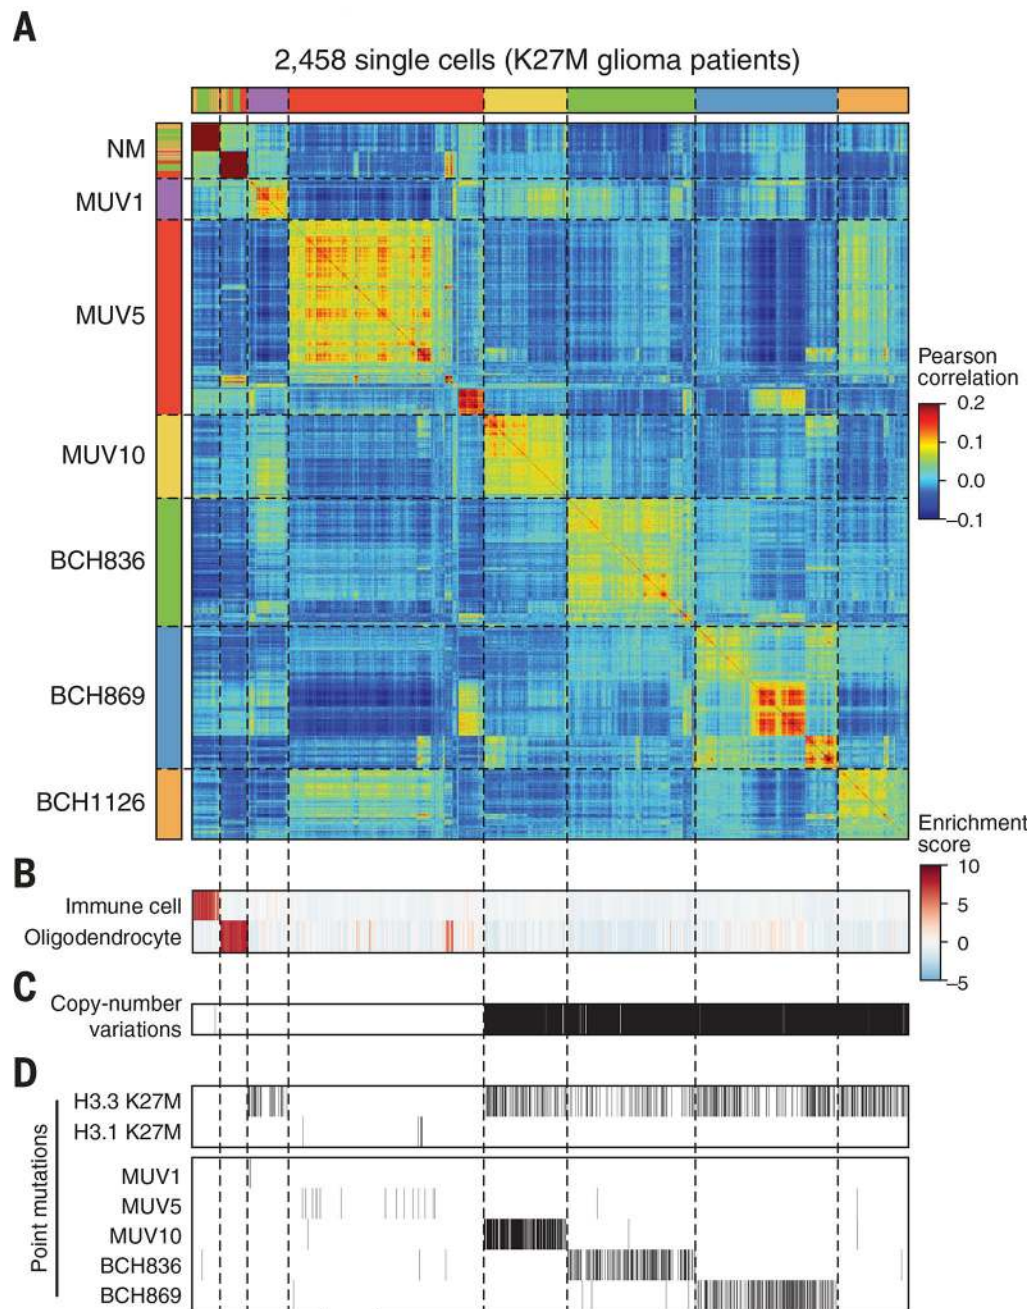 A
2,458 single cells (K27M glioma patients)
NM
MUV1
MUV5
MUV10
BCH836
BCH869
BCH1126
Pearson
correlation
0.2
0.1
0.0
–0.1
B
Immune cell
Oligodendrocyte
Enrichment
score
10
5
0
–5
C
Copy-number
variations
D
Point mutations
H3.3 K27M
H3.1 K27M
MUV1
MUV5
MUV10
BCH836
BCH869